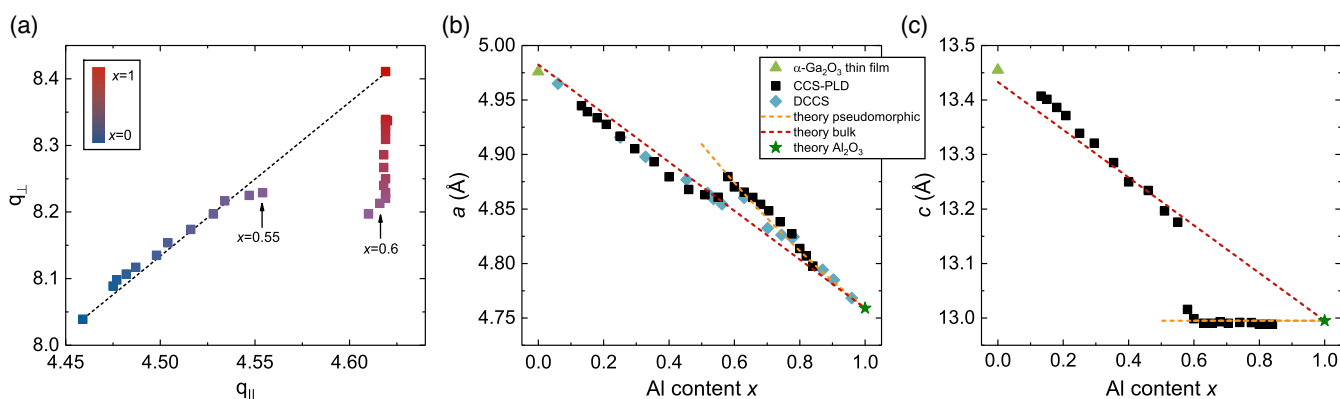 (a)
8.4
8.3
8.2
8.1
8.0
q⊥
x=1
x=0
x=0.55
x=0.6
4.45 4.50 4.55 4.60
q||
(b)
5.00
4.95
4.90
4.85
4.80
4.75
a (Å)
α-Ga₂O₃ thin film
CCS-PLD
DCCS
theory pseudomorphic
theory bulk
theory Al₂O₃
0.0 0.2 0.4 0.6 0.8 1.0
Al content x
(c)
13.5
13.4
13.3
13.2
13.1
13.0
c (Å)
0.0 0.2 0.4 0.6 0.8 1.0
Al content x